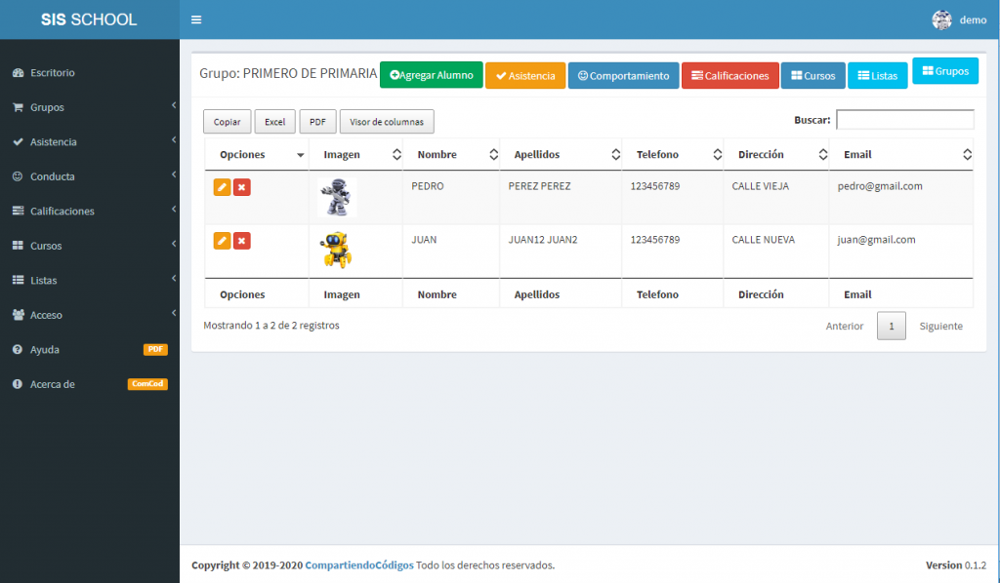 SIS SCHOOL
demo
Escritorio
Grupos
Asistencia
Conducta
Calificaciones
Cursos
Listas
Acceso
Ayuda PDF
Acerca de ComCod
Grupo: PRIMERO DE PRIMARIA Agregar Alumno Asistencia Comportamiento Calificaciones Cursos Listas Grupos
Copiar Excel PDF Visor de columnas Buscar:
Opciones Imagen Nombre Apellidos Telefono Dirección Email
PEDRO PEREZ PEREZ 123456789 CALLE VIEJA pedro@gmail.com
JUAN JUAN12 JUAN2 123456789 CALLE NUEVA juan@gmail.com
Opciones Imagen Nombre Apellidos Telefono Dirección Email
Mostrando 1 a 2 de 2 registros Anterior 1 Siguiente
Copyright © 2019-2020 CompartiendoCódigos Todo los derechos reservados. Version 0.1.2